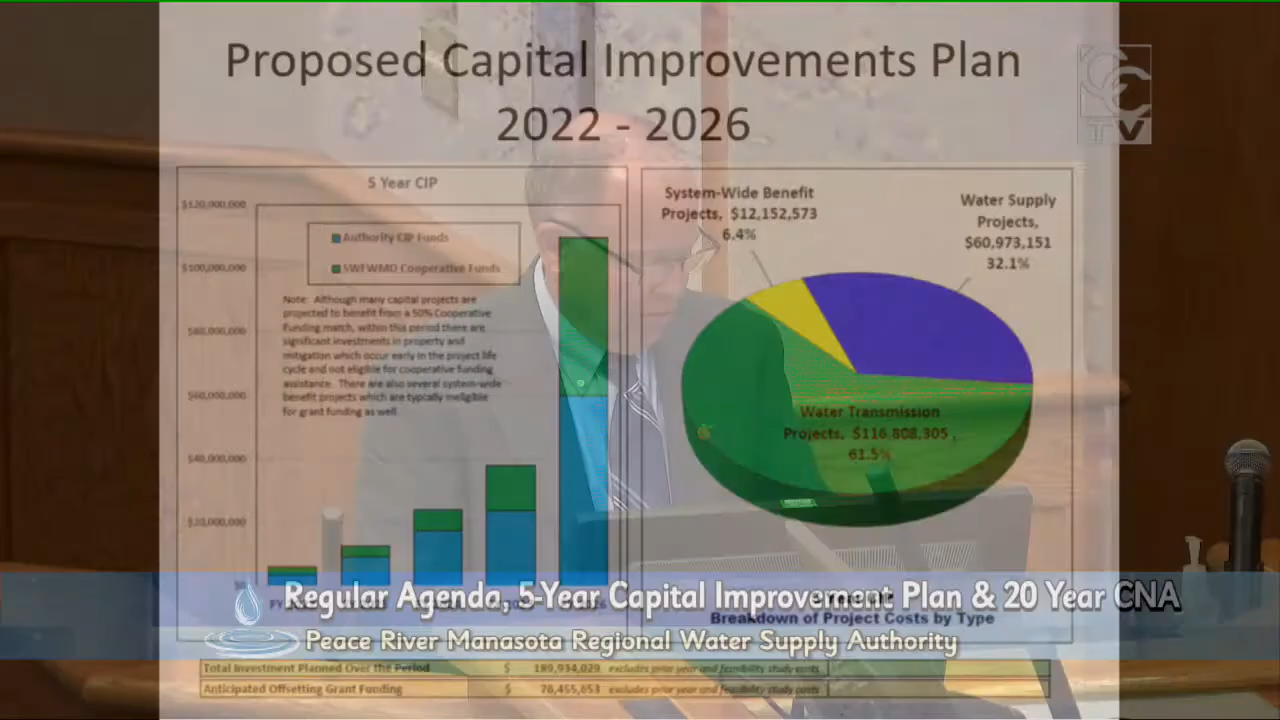 Proposed Capital Improvements Plan
2022 - 2026
CCTV
5 Year CIP
$120,000,000
$100,000,000
$80,000,000
$60,000,000
$40,000,000
$20,000,000
Authority CIP Funds
SWFWMD Cooperative Funds
Note: Although many capital projects are
projected to benefit from a 50% Cooperative
Funding match, within this period there are
significant investments in property and
mitigation which occur early in the project life
cycle and not eligible for cooperative funding
assistance. There are also several system-wide
benefit projects which are typically ineligible
for grant funding as well.
System-Wide Benefit
Projects, $12,152,573
6.4%
Water Supply
Projects,
$60,973,151
32.1%
Water Transmission
Projects, $116,808,305,
61.5%
Breakdown of Project Costs by Type
Regular Agenda, 5-Year Capital Improvement Plan & 20 Year CNA
Peace River Manasota Regional Water Supply Authority
Total Investment Planned Over the Period $ 189,934,029 excludes prior year and feasibility study costs
Anticipated Offsetting Grant Funding $ 76,455,653 excludes prior year and feasibility study costs